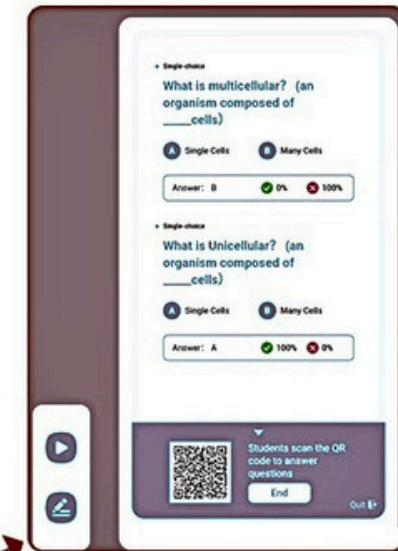 Single-choice
What is multicellular? (an
organism composed of
____cells)
A Single Cells B Many Cells
Answer: B 0% 100%
Single-choice
What is Unicellular? (an
organism composed of
____cells)
A Single Cells B Many Cells
Answer: A 100% 0%
Students scan the QR
code to answer
questions
End
Quit